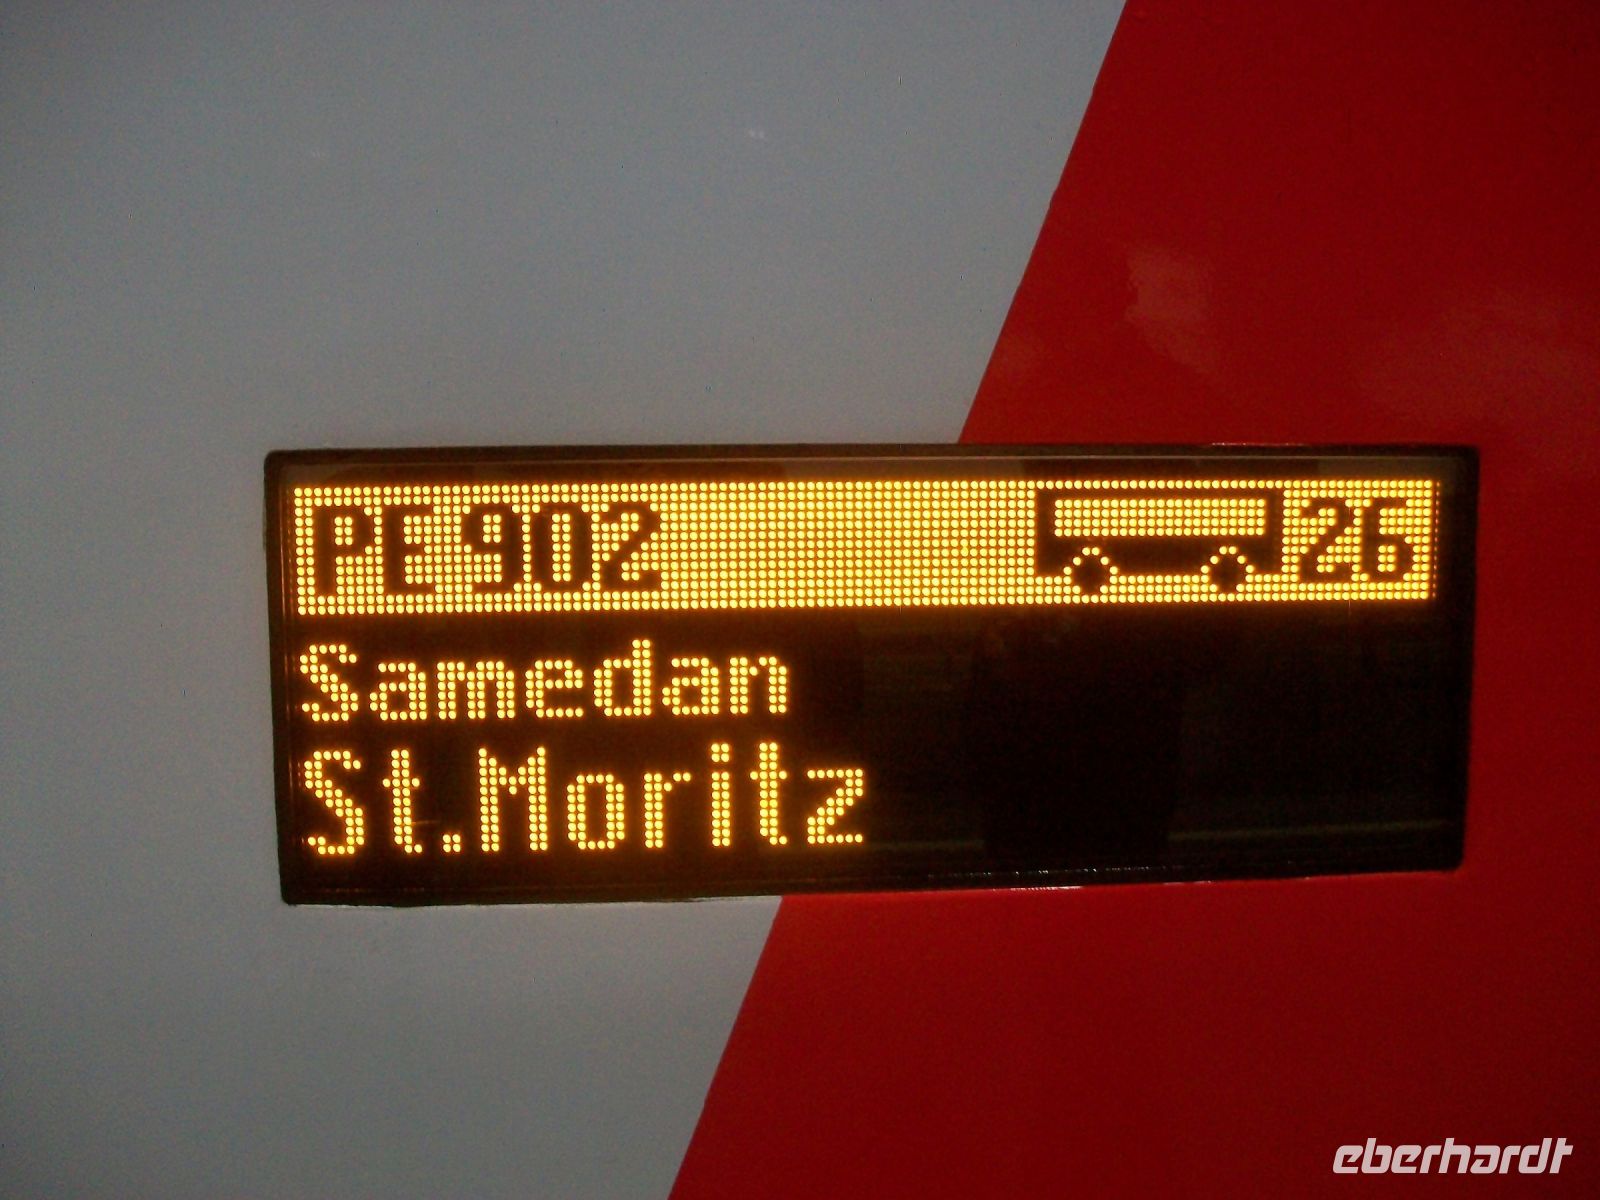 PE 902 26
Samedan
St.Moritz
eberhardt